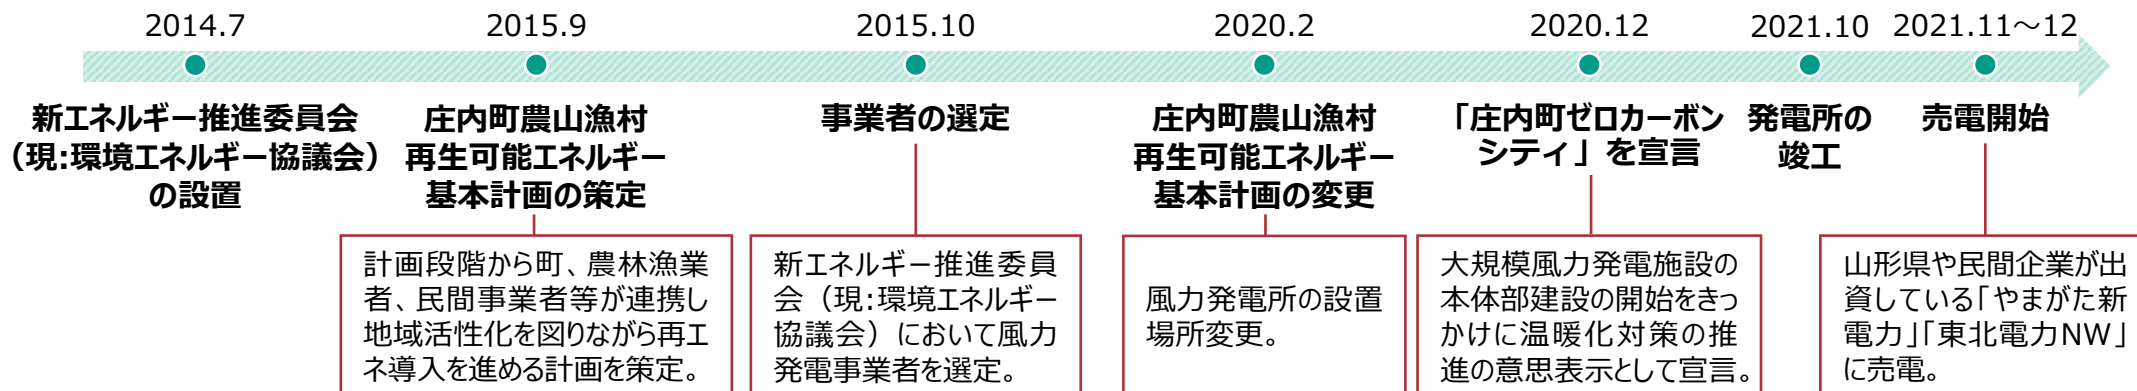 2014.7
新エネルギー推進委員会
（現:環境エネルギー協議会）
の設置
2015.9
庄内町農山漁村
再生可能エネルギー
基本計画の策定
計画段階から町、農林漁業
者、民間事業者等が連携し
地域活性化を図りながら再エ
ネ導入を進める計画を策定。
2015.10
事業者の選定
新エネルギー推進委員
会（現:環境エネルギー
協議会）において風力
発電事業者を選定。
2020.2
庄内町農山漁村
再生可能エネルギー
基本計画の変更
風力発電所の設置
場所変更。
2020.12
「庄内町ゼロカーボン
シティ」を宣言
大規模風力発電施設の
本体部建設の開始をきっ
かけに温暖化対策の推
進の意思表示として宣言。
2021.10
発電所の
竣工
2021.11～12
売電開始
山形県や民間企業が出
資している「やまがた新
電力」「東北電力NW」
に売電。